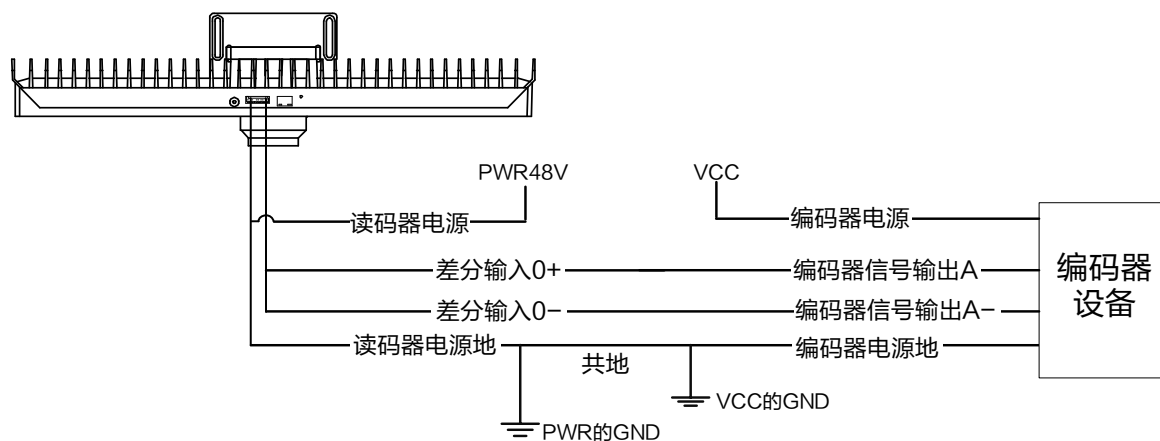 PWR48V
VCC
读码器电源
编码器电源
差分输入0+
编码器信号输出A
编码器
设备
差分输入0−
编码器信号输出A−
读码器电源地
共地
编码器电源地
VCC的GND
PWR的GND